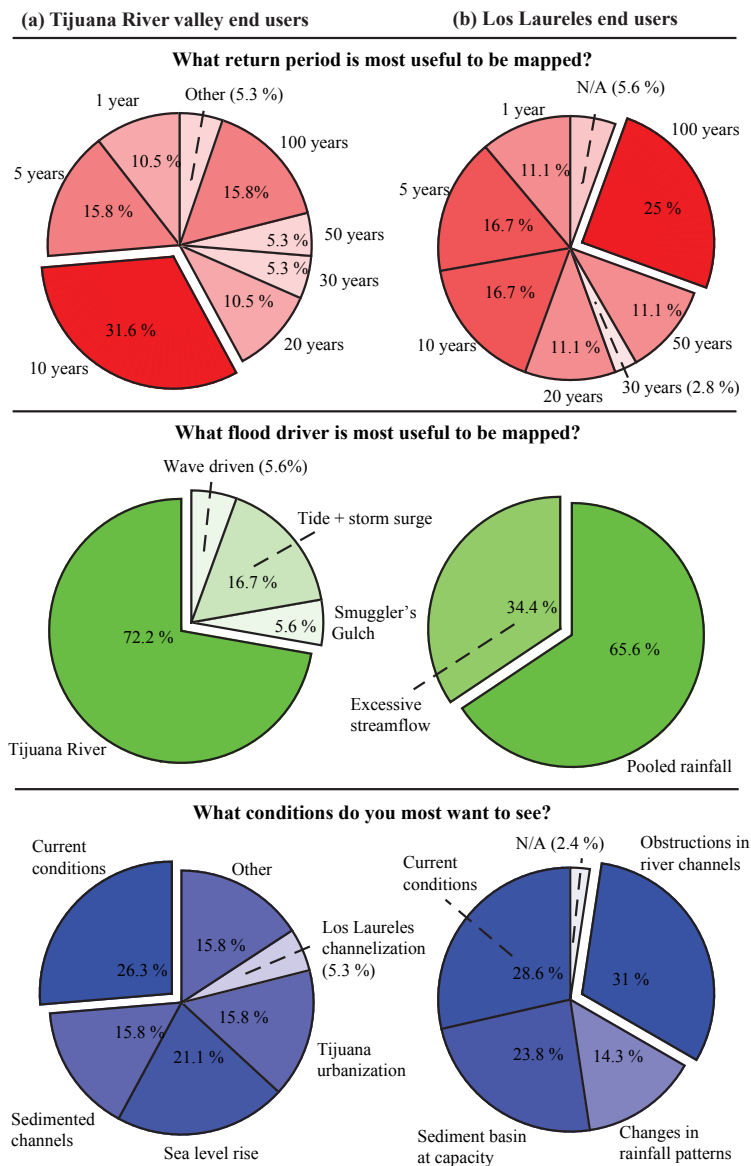 (a) Tijuana River valley end users
(b) Los Laureles end users
What return period is most useful to be mapped?
1 year
Other (5.3 %)
100 years
5 years
10.5 %
15.8 %
15.8%
50 years
5.3 %
5.3 %
30 years
10.5 %
31.6 %
20 years
10 years
N/A (5.6 %)
1 year
100 years
11.1 %
5 years
25 %
16.7 %
16.7 %
11.1 %
50 years
10 years
11.1 %
30 years (2.8 %)
20 years
What flood driver is most useful to be mapped?
Wave driven (5.6%)
Tide + storm surge
16.7 %
Smuggler’s
Gulch
5.6 %
72.2 %
Tijuana River
34.4 %
65.6 %
Excessive
streamflow
Pooled rainfall
What conditions do you most want to see?
Current
conditions
Other
Los Laureles
channelization
(5.3 %)
15.8 %
26.3 %
15.8 %
15.8 %
21.1 %
Tijuana
urbanization
Sedimented
channels
Sea level rise
N/A (2.4 %)
Obstructions in
river channels
Current
conditions
28.6 %
31 %
23.8 %
14.3 %
Sediment basin
at capacity
Changes in
rainfall patterns